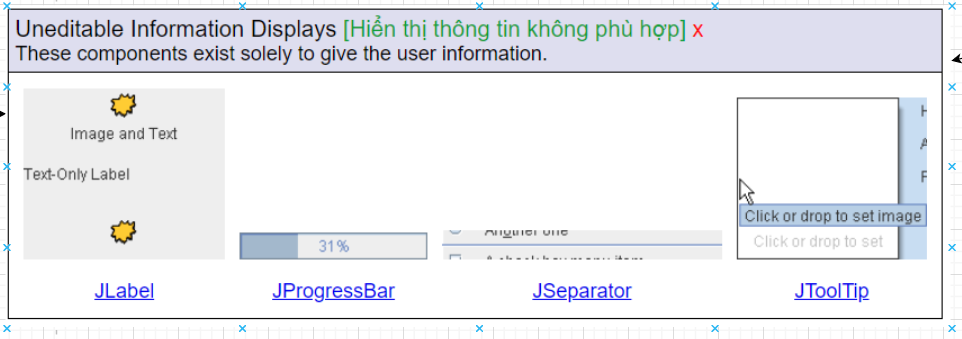 Uneditable Information Displays [Hiển thị thông tin không phù hợp] x
These components exist solely to give the user information.
Image and Text
Text-Only Label
31%
Another one
A check box menu item
Click or drop to set image
Click or drop to set
JLabel
JProgressBar
JSeparator
JToolTip